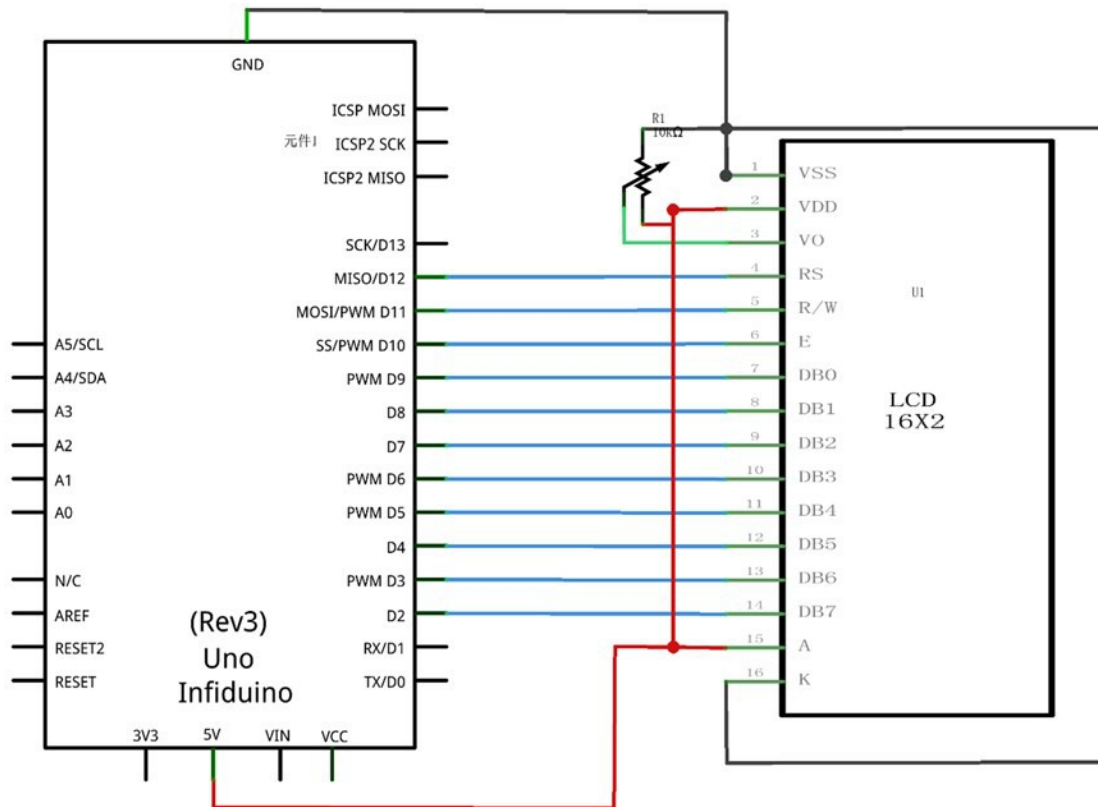 GND
ICSP MOSI
元件1 ICSP2 SCK
ICSP2 MISO
SCK/D13
MISO/D12
MOSI/PWM D11
SS/PWM D10
PWM D9
D8
D7
PWM D6
PWM D5
D4
PWM D3
D2
RX/D1
TX/D0
A5/SCL
A4/SDA
A3
A2
A1
A0
N/C
AREF
RESET2
RESET
(Rev3)
Uno
Infiduino
3V3 5V VIN VCC
R1
10kΩ
1 VSS
2 VDD
3 VO
4 RS
5 R/W
6 E
7 DB0
8 DB1
9 DB2
10 DB3
11 DB4
12 DB5
13 DB6
14 DB7
15 A
16 K
U1
LCD
16X2